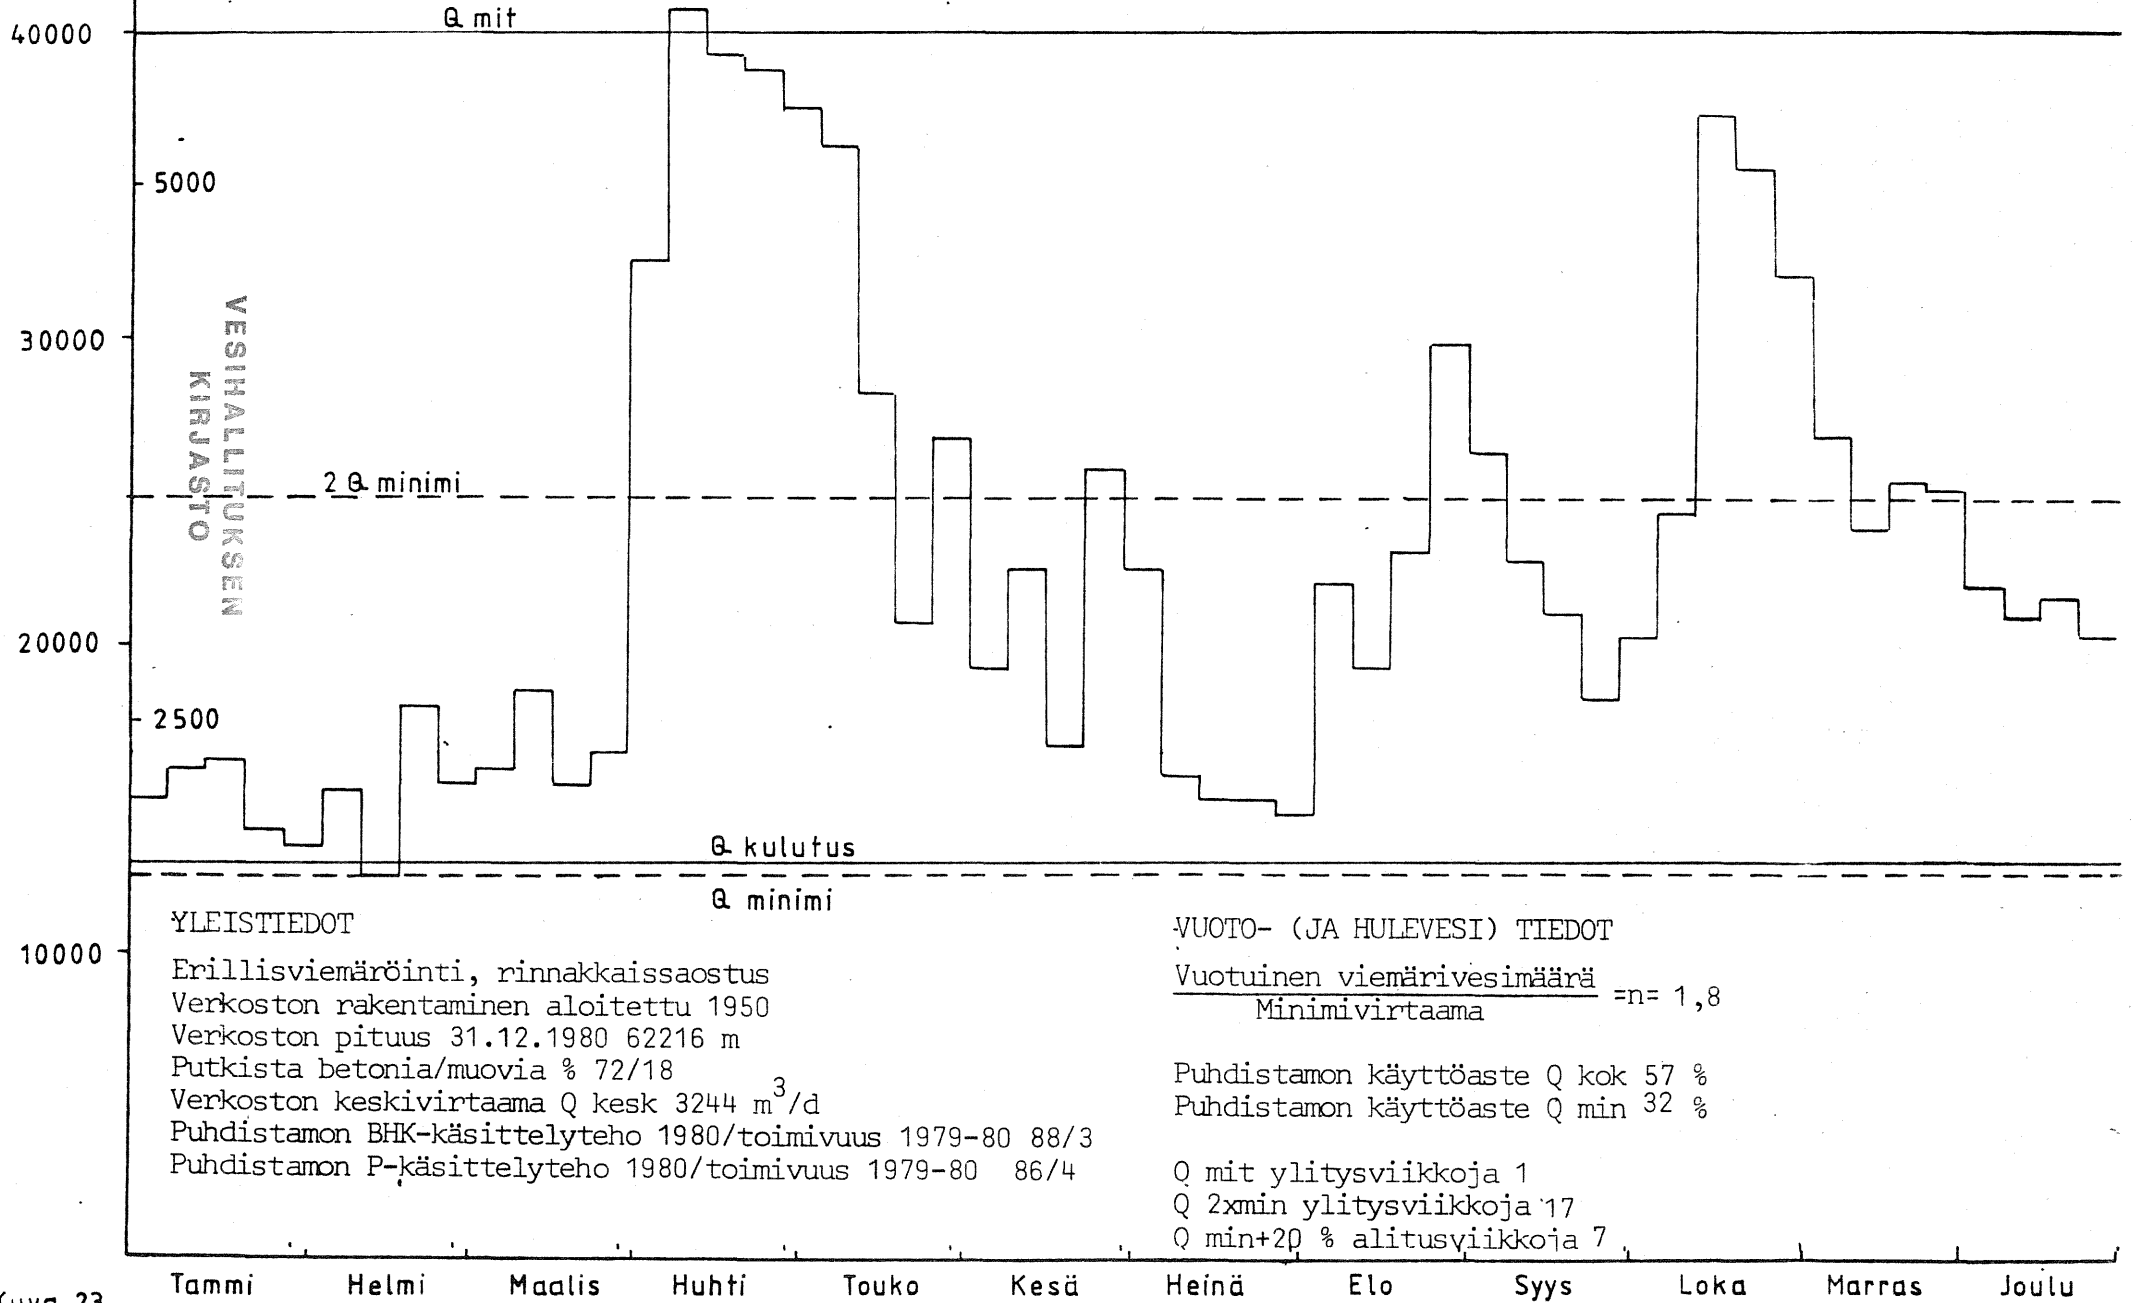 Q mit
40000
5000
30000
VESIHALLITUKSEN
KIRJASTO
2 Q minimi
20000
2500
Q kulutus
Q minimi
10000
YLEISTIEDOT
Erillisviemäröinti, rinnakkaissaostus
Verkoston rakentaminen aloitettu 1950
Verkoston pituus 31.12.1980 62216 m
Putkista betonia/muovia % 72/18
Verkoston keskivirtaama Q kesk 3244 m³/d
Puhdistamon BHK-käsittelyteho 1980/toimivuus 1979-80 88/3
Puhdistamon P-käsittelyteho 1980/toimivuus 1979-80 86/4
VUOTO- (JA HULEVESI) TIEDOT
Vuotuinen viemärivesimäärä
Minimivirtaama
=n= 1,8
Puhdistamon käyttöaste Q kok 57 %
Puhdistamon käyttöaste Q min 32 %
Q mit ylitysviikkoja 1
Q 2xmin ylitysviikkoja 17
Q min+20 % alitusviikkoja 7
Tammi Helmi Maalis Huhti Touko Kesä Heinä Elo Syys Loka Marras Joulu